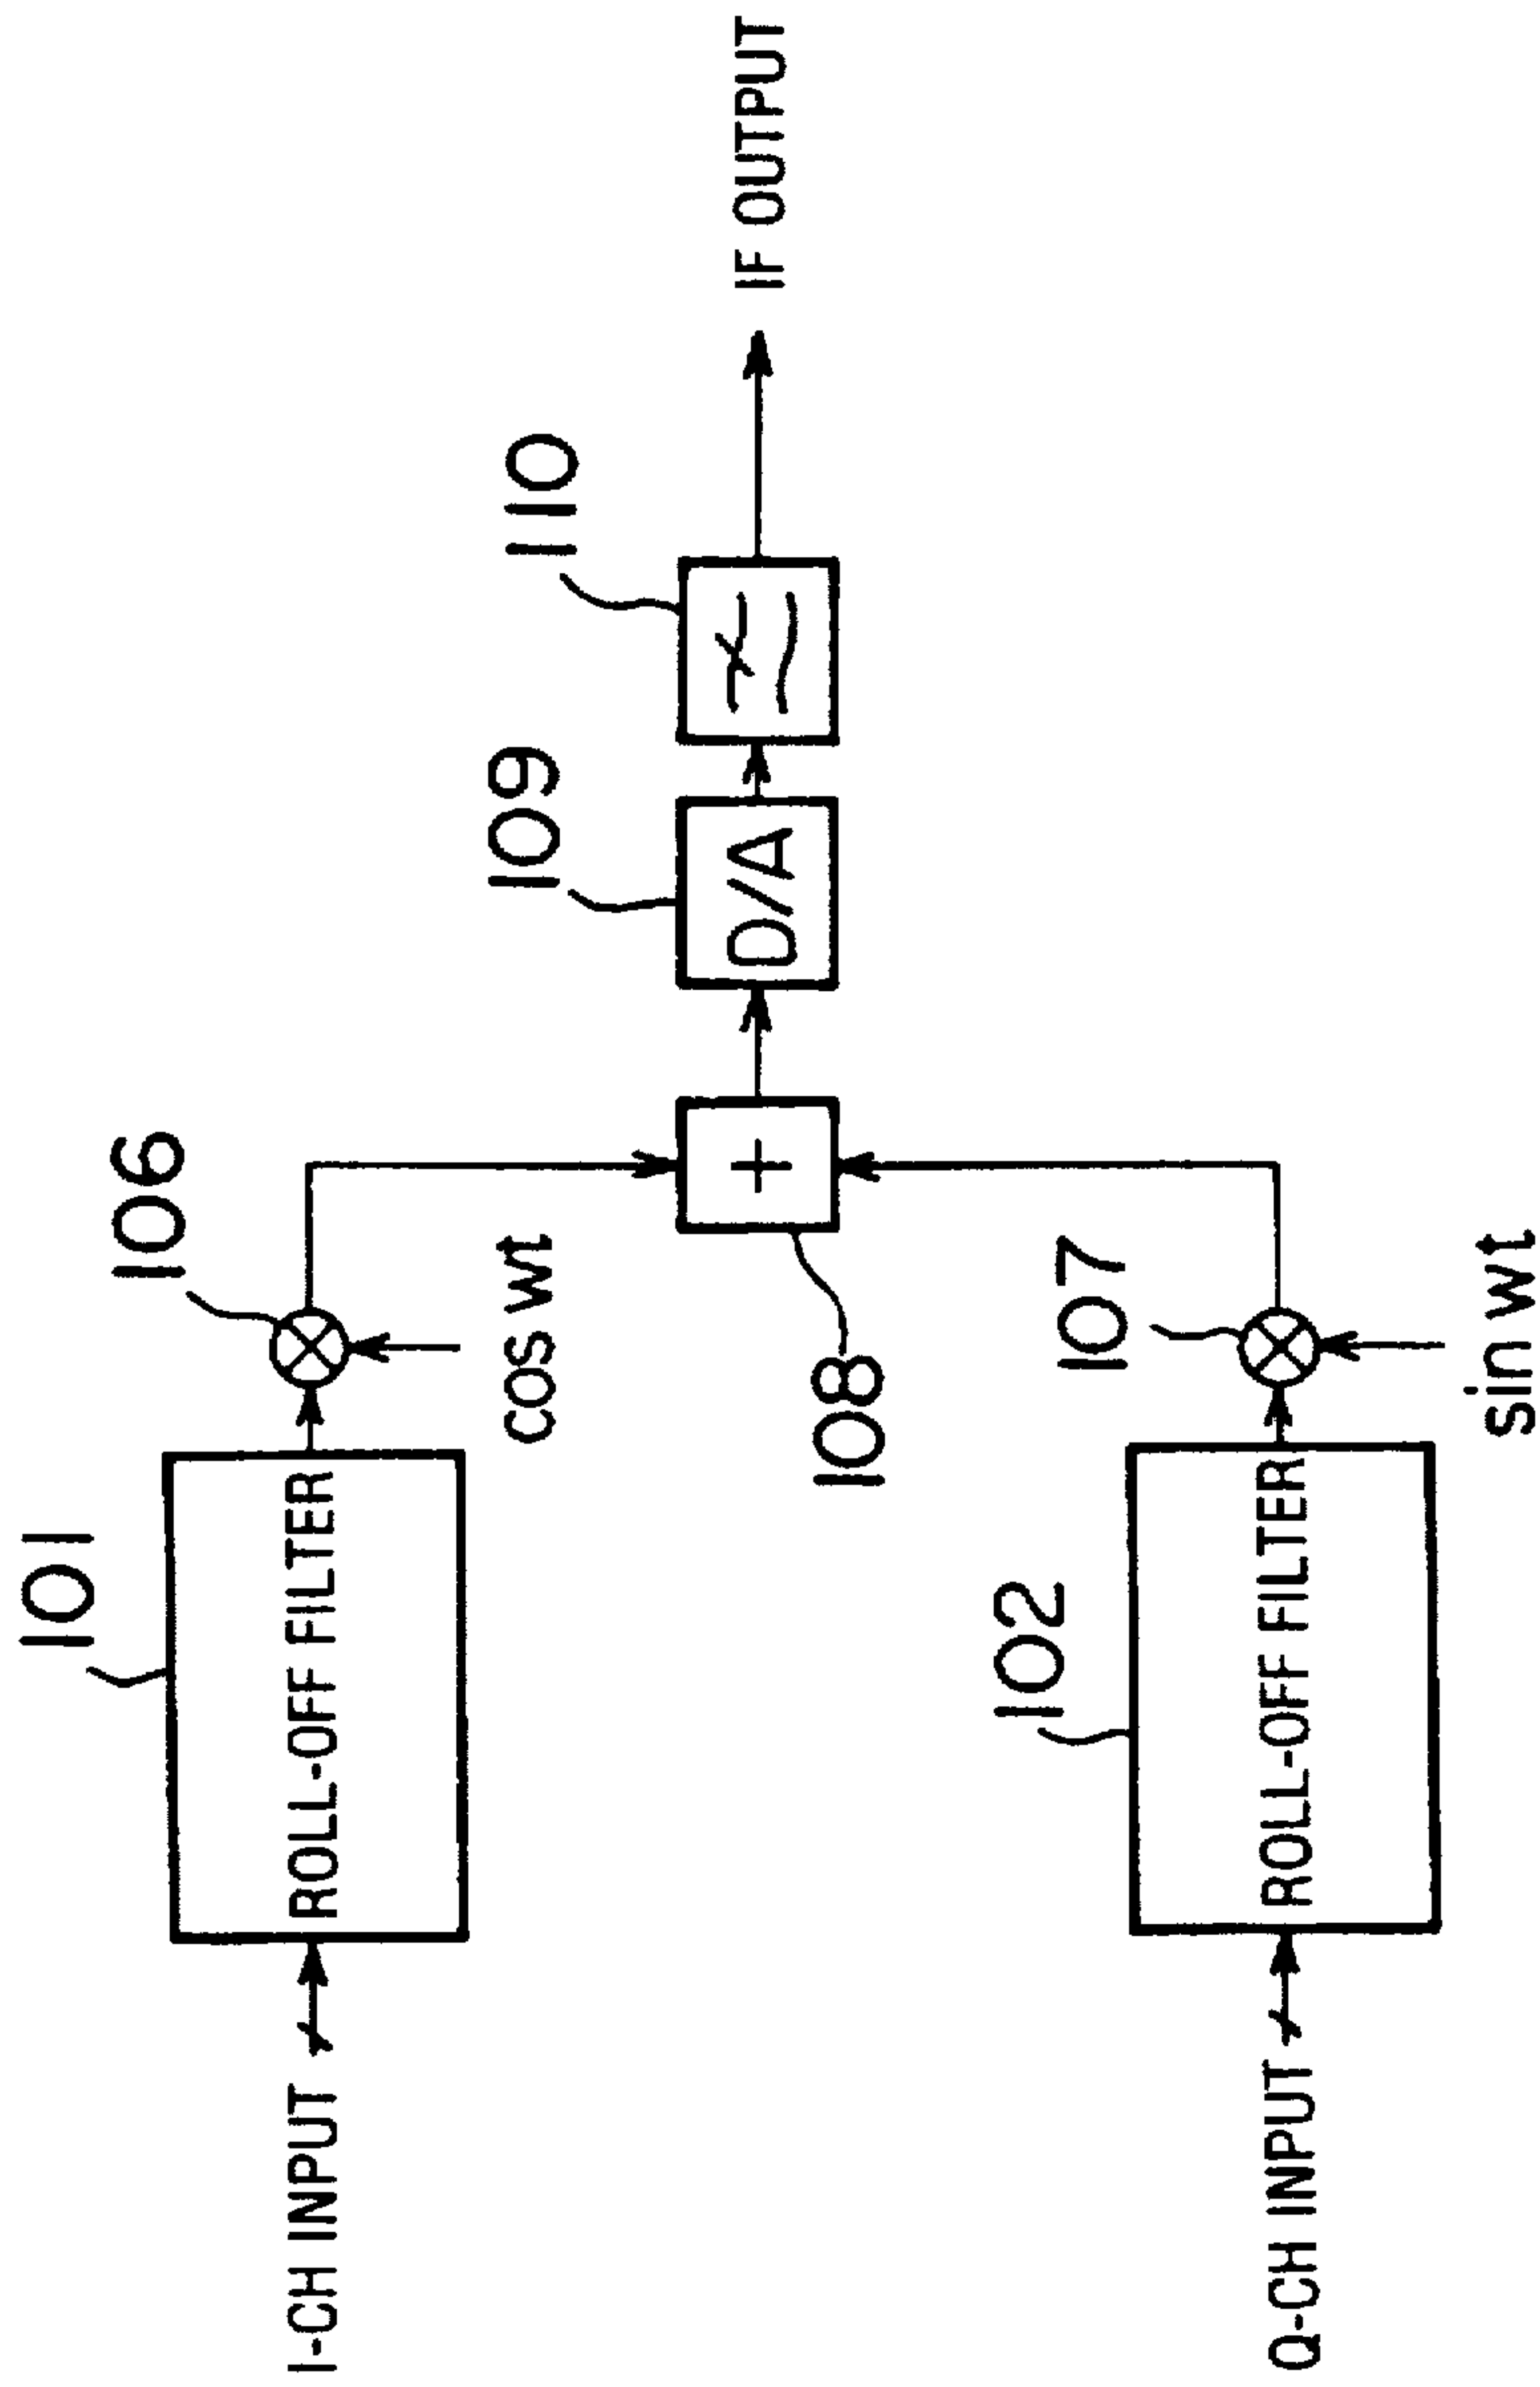 101
I-CH INPUT
ROLL-OFF FILTER
106
cos wt
109
110
+
D/A
IF OUTPUT
108
102
107
Q-CH INPUT
ROLL-OFF FILTER
sin wt